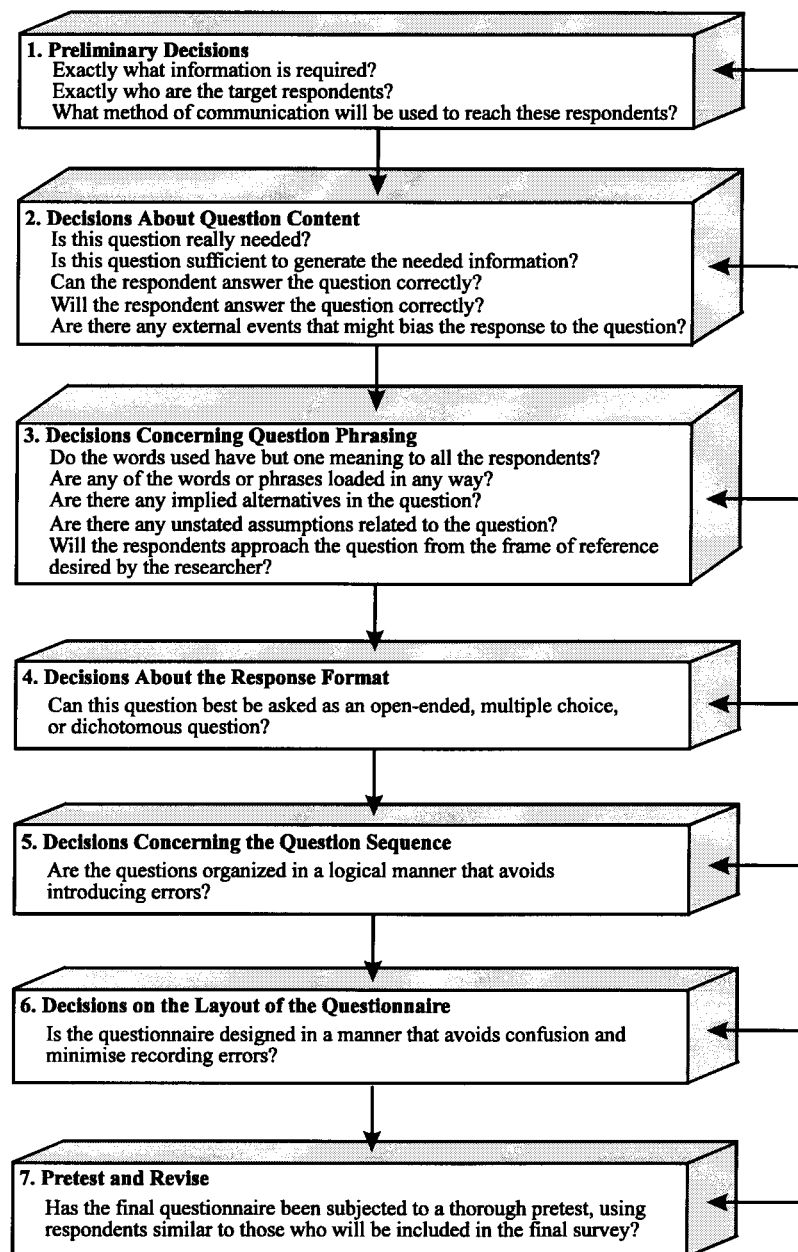 1. Preliminary Decisions
Exactly what information is required?
Exactly who are the target respondents?
What method of communication will be used to reach these respondents?
2. Decisions About Question Content
Is this question really needed?
Is this question sufficient to generate the needed information?
Can the respondent answer the question correctly?
Will the respondent answer the question correctly?
Are there any external events that might bias the response to the question?
3. Decisions Concerning Question Phrasing
Do the words used have but one meaning to all the respondents?
Are any of the words or phrases loaded in any way?
Are there any implied alternatives in the question?
Are there any unstated assumptions related to the question?
Will the respondents approach the question from the frame of reference
desired by the researcher?
4. Decisions About the Response Format
Can this question best be asked as an open-ended, multiple choice,
or dichotomous question?
5. Decisions Concerning the Question Sequence
Are the questions organized in a logical manner that avoids
introducing errors?
6. Decisions on the Layout of the Questionnaire
Is the questionnaire designed in a manner that avoids confusion and
minimise recording errors?
7. Pretest and Revise
Has the final questionnaire been subjected to a thorough pretest, using
respondents similar to those who will be included in the final survey?